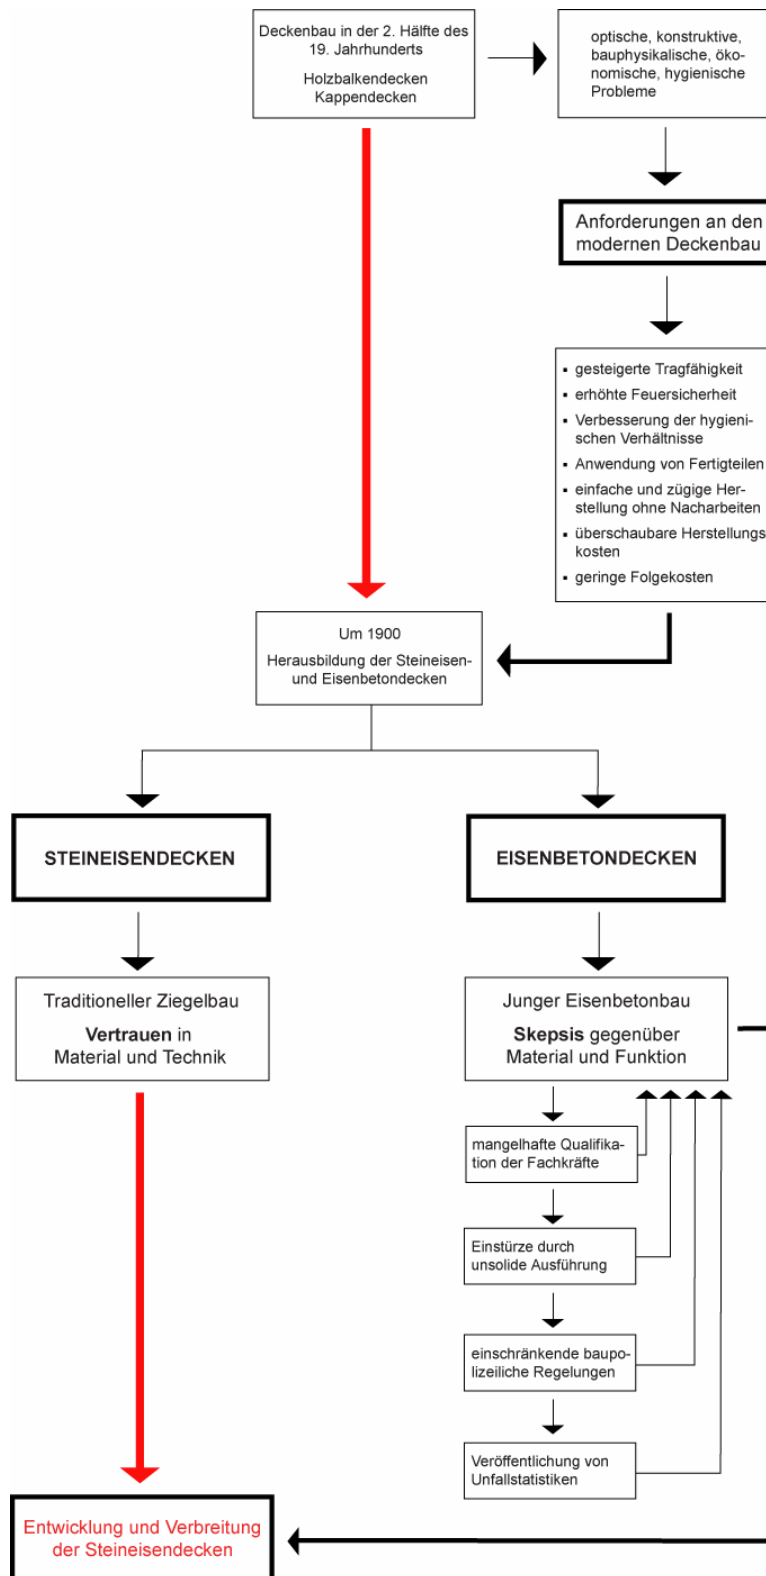 Deckenbau in der 2. Hälfte des
19. Jahrhunderts
Holzbalkendecken
Kappendecken
optische, konstruktive,
bauphysikalische, öko-
nomische, hygienische
Probleme
Anforderungen an den
modernen Deckenbau
▪ gesteigerte Tragfähigkeit
▪ erhöhte Feuersicherheit
▪ Verbesserung der hygieni-
schen Verhältnisse
▪ Anwendung von Fertigteilen
▪ einfache und zügige Her-
stellung ohne Nacharbeiten
▪ überschaubare Herstellungs
kosten
▪ geringe Folgekosten
Um 1900
Herausbildung der Steineisen-
und Eisenbetondecken
STEINEISENDECKEN
EISENBETONDECKEN
Traditioneller Ziegelbau
Vertrauen in
Material und Technik
Junger Eisenbetonbau
Skepsis gegenüber
Material und Funktion
mangelhafte Qualifika-
tion der Fachkräfte
Einstürze durch
unsolide Ausführung
einschränkende baupo-
lizeiliche Regelungen
Veröffentlichung von
Unfallstatistiken
Entwicklung und Verbreitung
der Steineisendecken